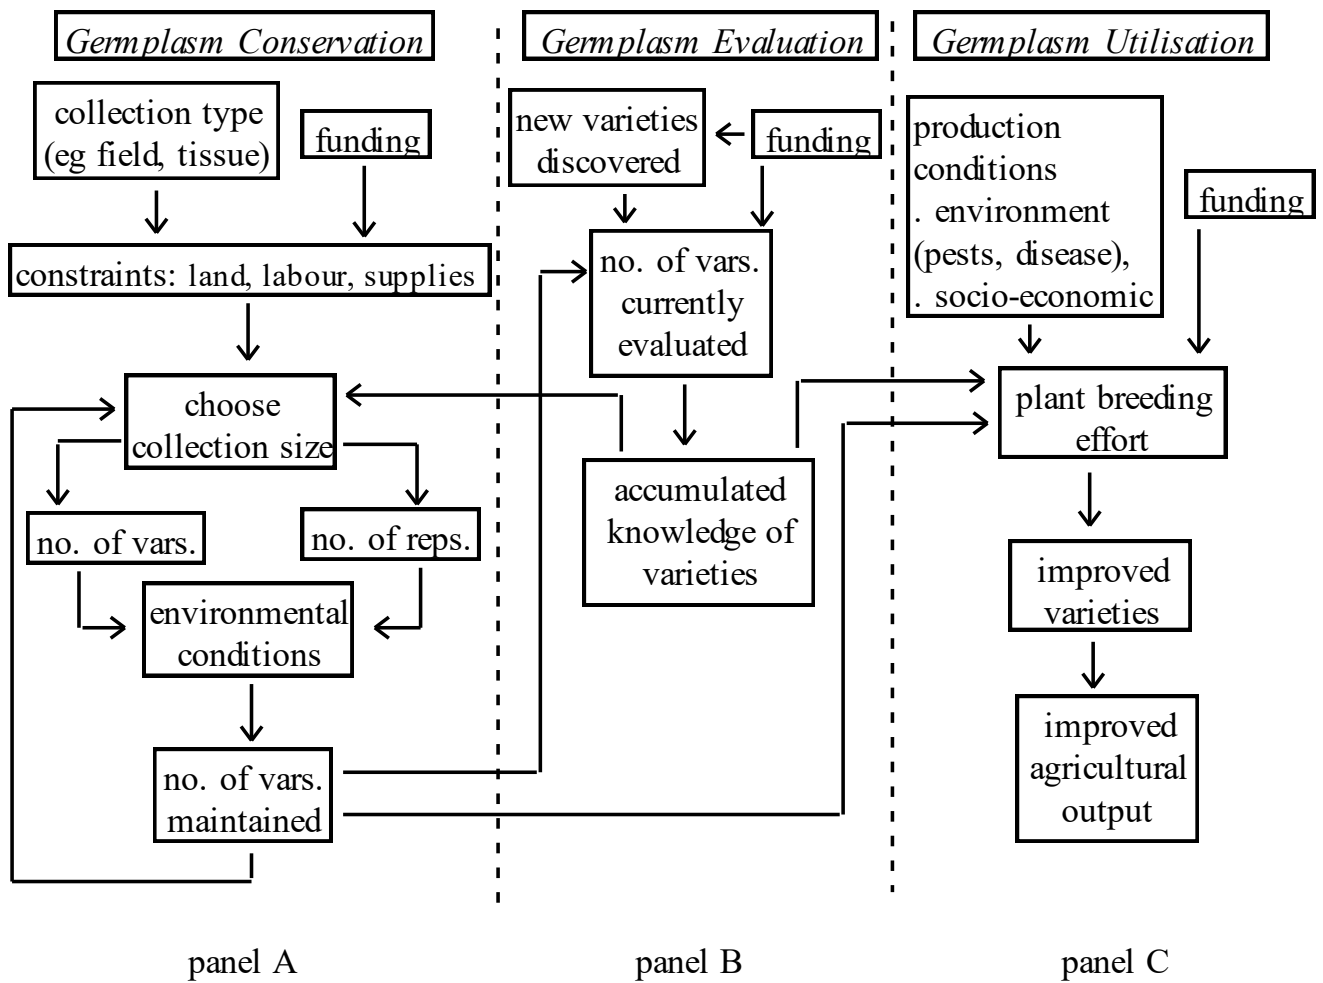 Germplasm Conservation
collection type
(eg field, tissue)
funding
constraints: land, labour, supplies
choose
collection size
no. of vars.
no. of reps.
environmental
conditions
no. of vars.
maintained
panel A
Germplasm Evaluation
new varieties
discovered
funding
no. of vars.
currently
evaluated
accumulated
knowledge of
varieties
panel B
Germplasm Utilisation
production
conditions
. environment
(pests, disease),
. socio-economic
funding
plant breeding
effort
improved
varieties
improved
agricultural
output
panel C